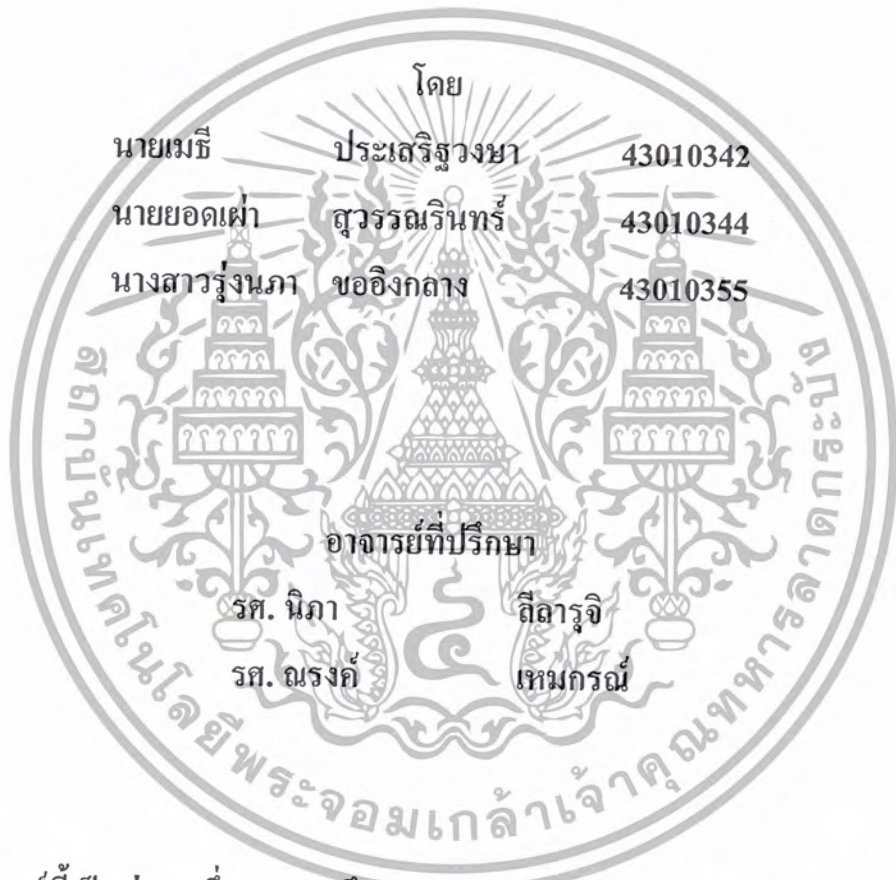 โดย
นายเมธี ประเสริฐวงษา 43010342
นายยอดเผ่า สุวรรณรินทร์ 43010344
นางสาวรุ่งนภา ขออิงกลาง 43010355
อาจารย์ที่ปรึกษา
รศ. นิภา ลีลารุจิ
รศ. ณรงค์ เหมกรณ์
สถาบันเทคโนโลยีพระจอมเกล้าเจ้าคุณทหารลาดกระบัง